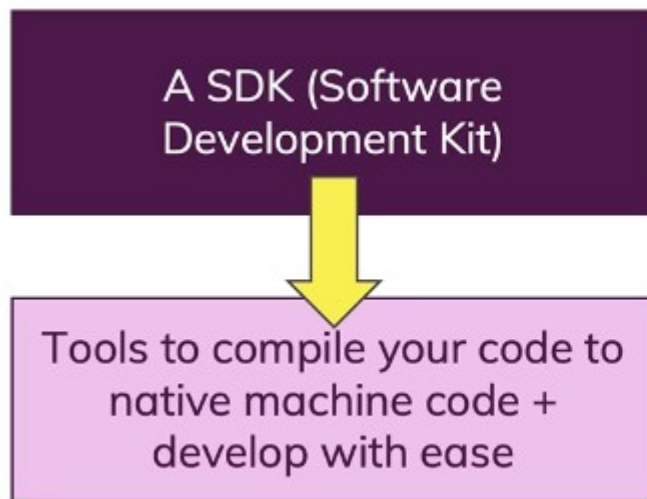 A SDK (Software
Development Kit)
Tools to compile your code to
native machine code +
develop with ease